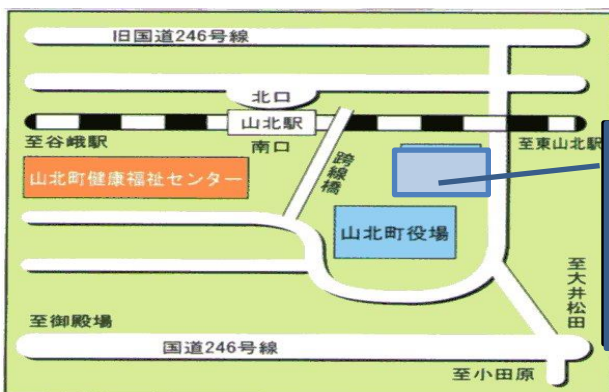 旧国道246号線
北口
山北駅
至谷峨駅
南口
至東山北駅
山北町健康福祉センター
跨線橋
山北町役場
至大井松田
至御殿場
国道246号線
至小田原